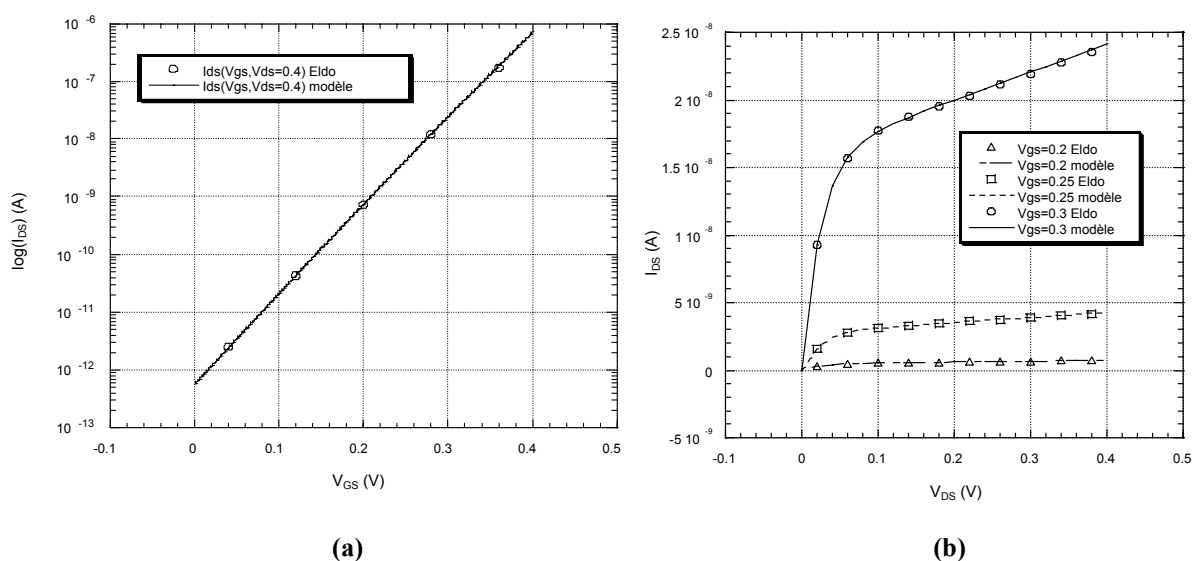 10 -6
10 -7
10 -8
10 -9
10 -10
10 -11
10 -12
10 -13
log(IDS) (A)
Ids(Vgs,Vds=0.4) Eldo
Ids(Vgs,Vds=0.4) modèle
-0.1
0
0.1
0.2
0.3
0.4
0.5
VGS (V)
(a)
2.5 10 -8
2 10 -8
1.5 10 -8
1 10 -8
5 10 -9
0
-5 10 -9
IDS (A)
Vgs=0.2 Eldo
Vgs=0.2 modèle
Vgs=0.25 Eldo
Vgs=0.25 modèle
Vgs=0.3 Eldo
Vgs=0.3 modèle
-0.1
0
0.1
0.2
0.3
0.4
0.5
VDS (V)
(b)